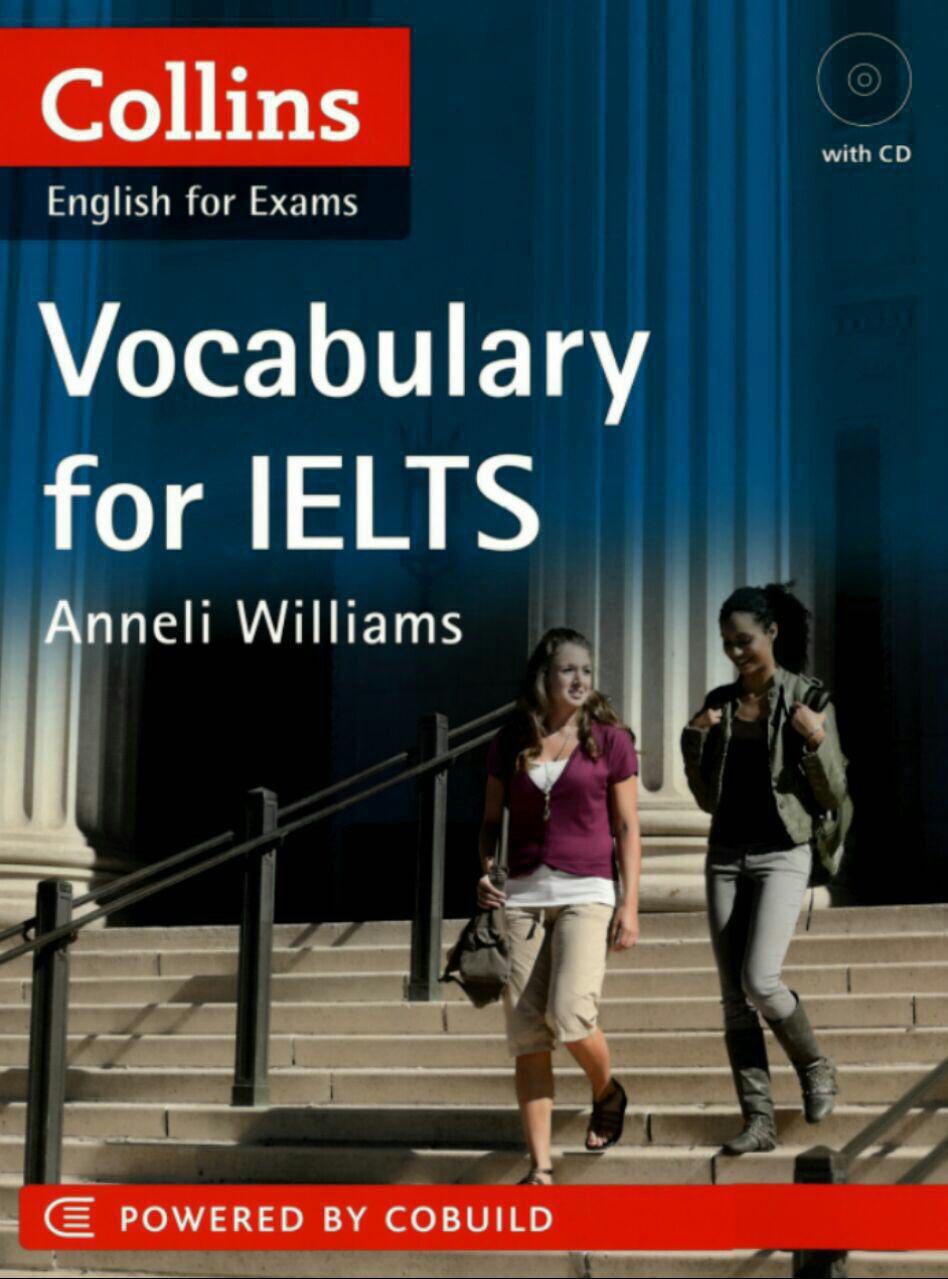 Collins
English for Exams
with CD
Vocabulary
for IELTS
Anneli Williams
POWERED BY COBUILD